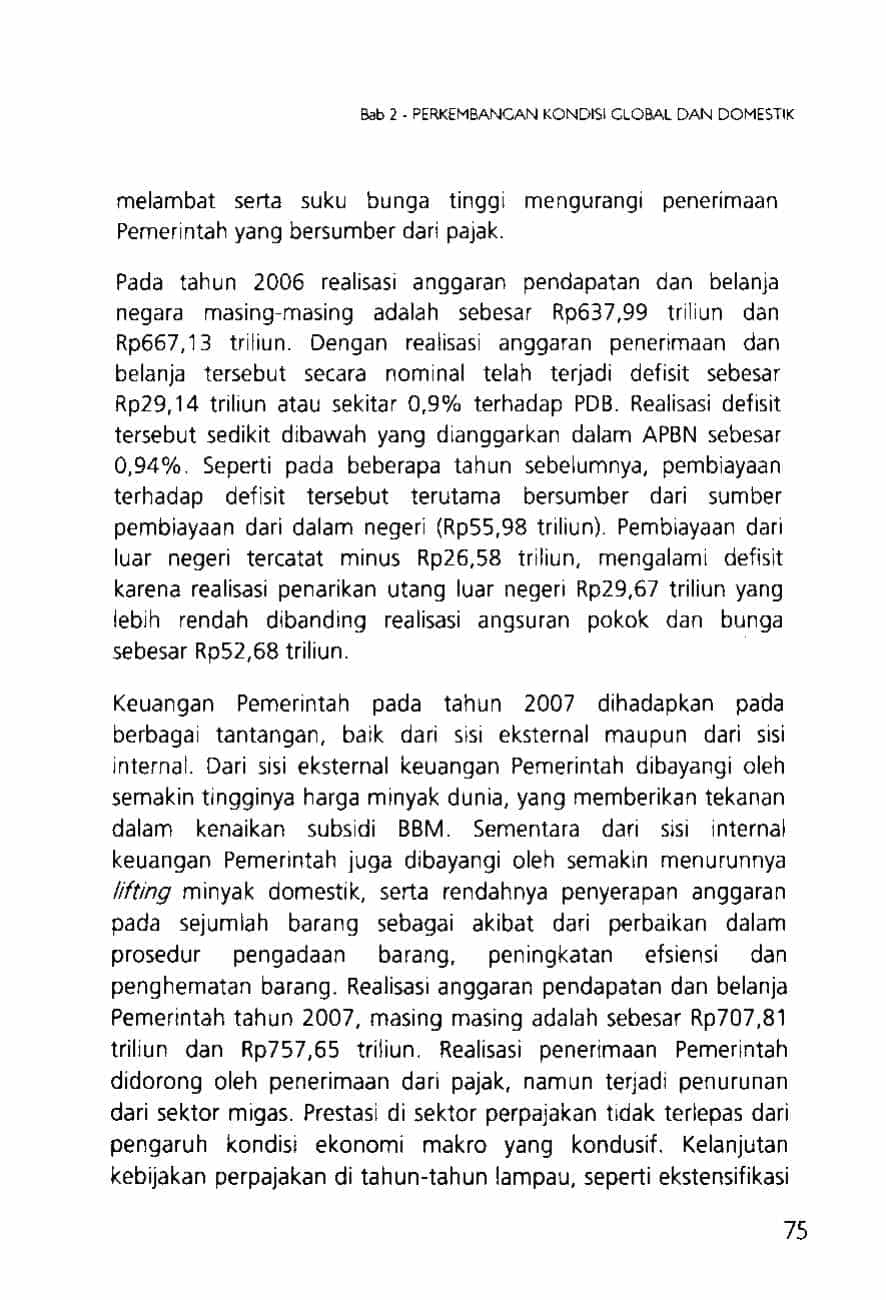 Bab 2 - PERKEMBANGAN KONDISI GLOBAL DAN DOMESTIK
melambat serta suku bunga tinggi mengurangi penerimaan
Pemerintah yang bersumber dari pajak.
Pada tahun 2006 realisasi anggaran pendapatan dan belanja
negara masing-masing adalah sebesar Rp637,99 triliun dan
Rp667,13 triliun. Dengan realisasi anggaran penerimaan dan
belanja tersebut secara nominal telah terjadi defisit sebesar
Rp29,14 triliun atau sekitar 0,9% terhadap PDB. Realisasi defisit
tersebut sedikit dibawah yang dianggarkan dalam APBN sebesar
0,94%. Seperti pada beberapa tahun sebelumnya, pembiayaan
terhadap defisit tersebut terutama bersumber dari sumber
pembiayaan dari dalam negeri (Rp55,98 triliun). Pembiayaan dari
luar negeri tercatat minus Rp26,58 triliun, mengalami defisit
karena realisasi penarikan utang luar negeri Rp29,67 triliun yang
lebih rendah dibanding realisasi angsuran pokok dan bunga
sebesar Rp52,68 triliun.
Keuangan Pemerintah pada tahun 2007 dihadapkan pada
berbagai tantangan, baik dari sisi eksternal maupun dari sisi
internal. Dari sisi eksternal keuangan Pemerintah dibayangi oleh
semakin tingginya harga minyak dunia, yang memberikan tekanan
dalam kenaikan subsidi BBM. Sementara dari sisi internal
keuangan Pemerintah juga dibayangi oleh semakin menurunnya
lifting minyak domestik, serta rendahnya penyerapan anggaran
pada sejumlah barang sebagai akibat dari perbaikan dalam
prosedur pengadaan barang, peningkatan efsiensi dan
penghematan barang. Realisasi anggaran pendapatan dan belanja
Pemerintah tahun 2007, masing masing adalah sebesar Rp707,81
triliun dan Rp757,65 triliun. Realisasi penerimaan Pemerintah
didorong oleh penerimaan dari pajak, namun terjadi penurunan
dari sektor migas. Prestasi di sektor perpajakan tidak terlepas dari
pengaruh kondisi ekonomi makro yang kondusif. Kelanjutan
kebijakan perpajakan di tahun-tahun lampau, seperti ekstensifikasi
75